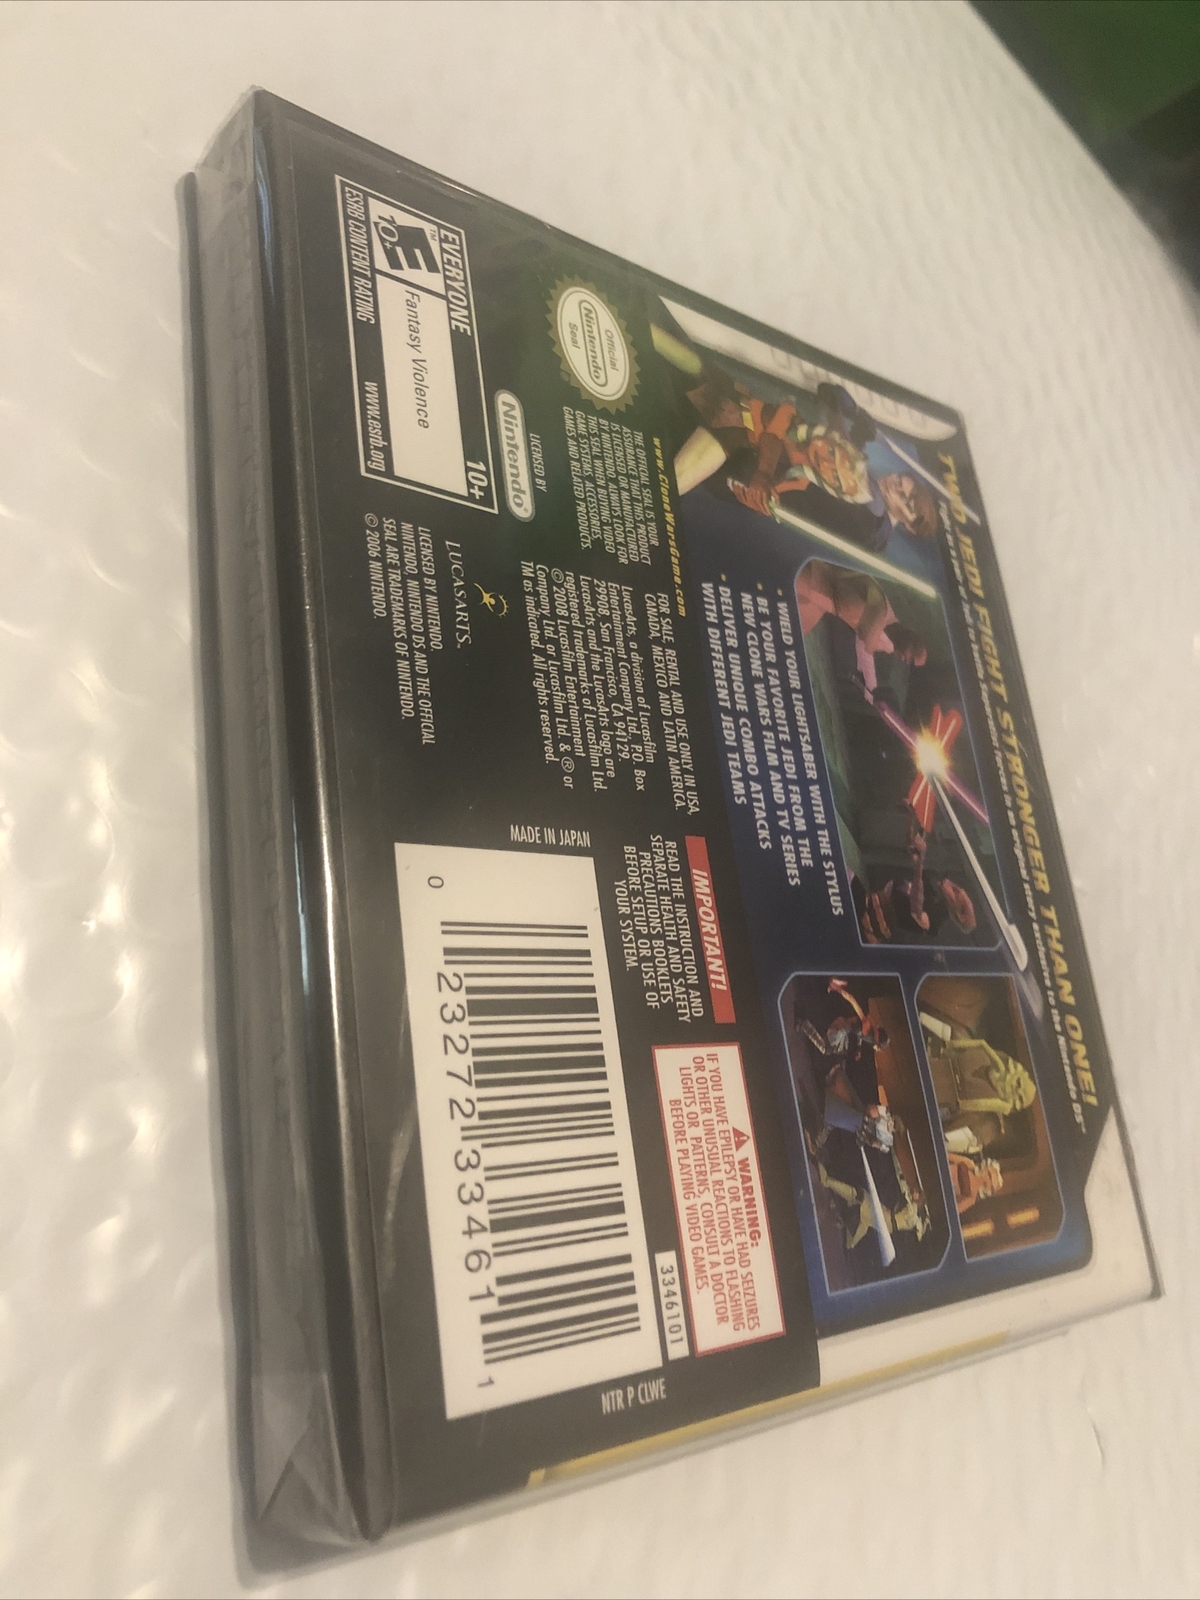 TWO JEDI FIGHT STRONGER THAN ONE!
exclusive to the Nintendo DS™
• WIELD YOUR LIGHTSABER WITH THE STYLUS
• BE YOUR FAVORITE JEDI FROM THE
NEW CLONE WARS FILM AND TV SERIES
• DELIVER UNIQUE COMBO ATTACKS
WITH DIFFERENT JEDI TEAMS
www.CloneWarsGame.com
Official
Nintendo
Seal
THE OFFICIAL SEAL IS YOUR
ASSURANCE THAT THIS PRODUCT
IS LICENSED OR MANUFACTURED
BY NINTENDO. ALWAYS LOOK FOR
THIS SEAL WHEN BUYING VIDEO
GAME SYSTEMS, ACCESSORIES,
GAMES AND RELATED PRODUCTS.
LICENSED BY
Nintendo®
EVERYONE 10+
E
10+
™
Fantasy Violence
ESRB CONTENT RATING www.esrb.org
FOR SALE, RENTAL AND USE ONLY IN USA,
CANADA, MEXICO AND LATIN AMERICA.
LucasArts, a division of Lucasfilm
Entertainment Company Ltd., P.O. Box
29908, San Francisco, CA 94129.
LucasArts and the LucasArts logo are
registered trademarks of Lucasfilm Ltd.
© 2008 Lucasfilm Entertainment
Company Ltd. or Lucasfilm Ltd. & ® or
TM as indicated. All rights reserved.
LUCASARTS™
LICENSED BY NINTENDO.
NINTENDO, NINTENDO DS AND THE OFFICIAL
SEAL ARE TRADEMARKS OF NINTENDO.
© 2006 NINTENDO.
IMPORTANT!
READ THE INSTRUCTION AND
SEPARATE HEALTH AND SAFETY
PRECAUTIONS BOOKLETS
BEFORE SETUP OR USE OF
YOUR SYSTEM.
WARNING:
IF YOU HAVE EPILEPSY OR HAVE HAD SEIZURES
OR OTHER UNUSUAL REACTIONS TO FLASHING
LIGHTS OR PATTERNS, CONSULT A DOCTOR
BEFORE PLAYING VIDEO GAMES.
MADE IN JAPAN
3346101
0 23272 33461 1
NTR P CLWE